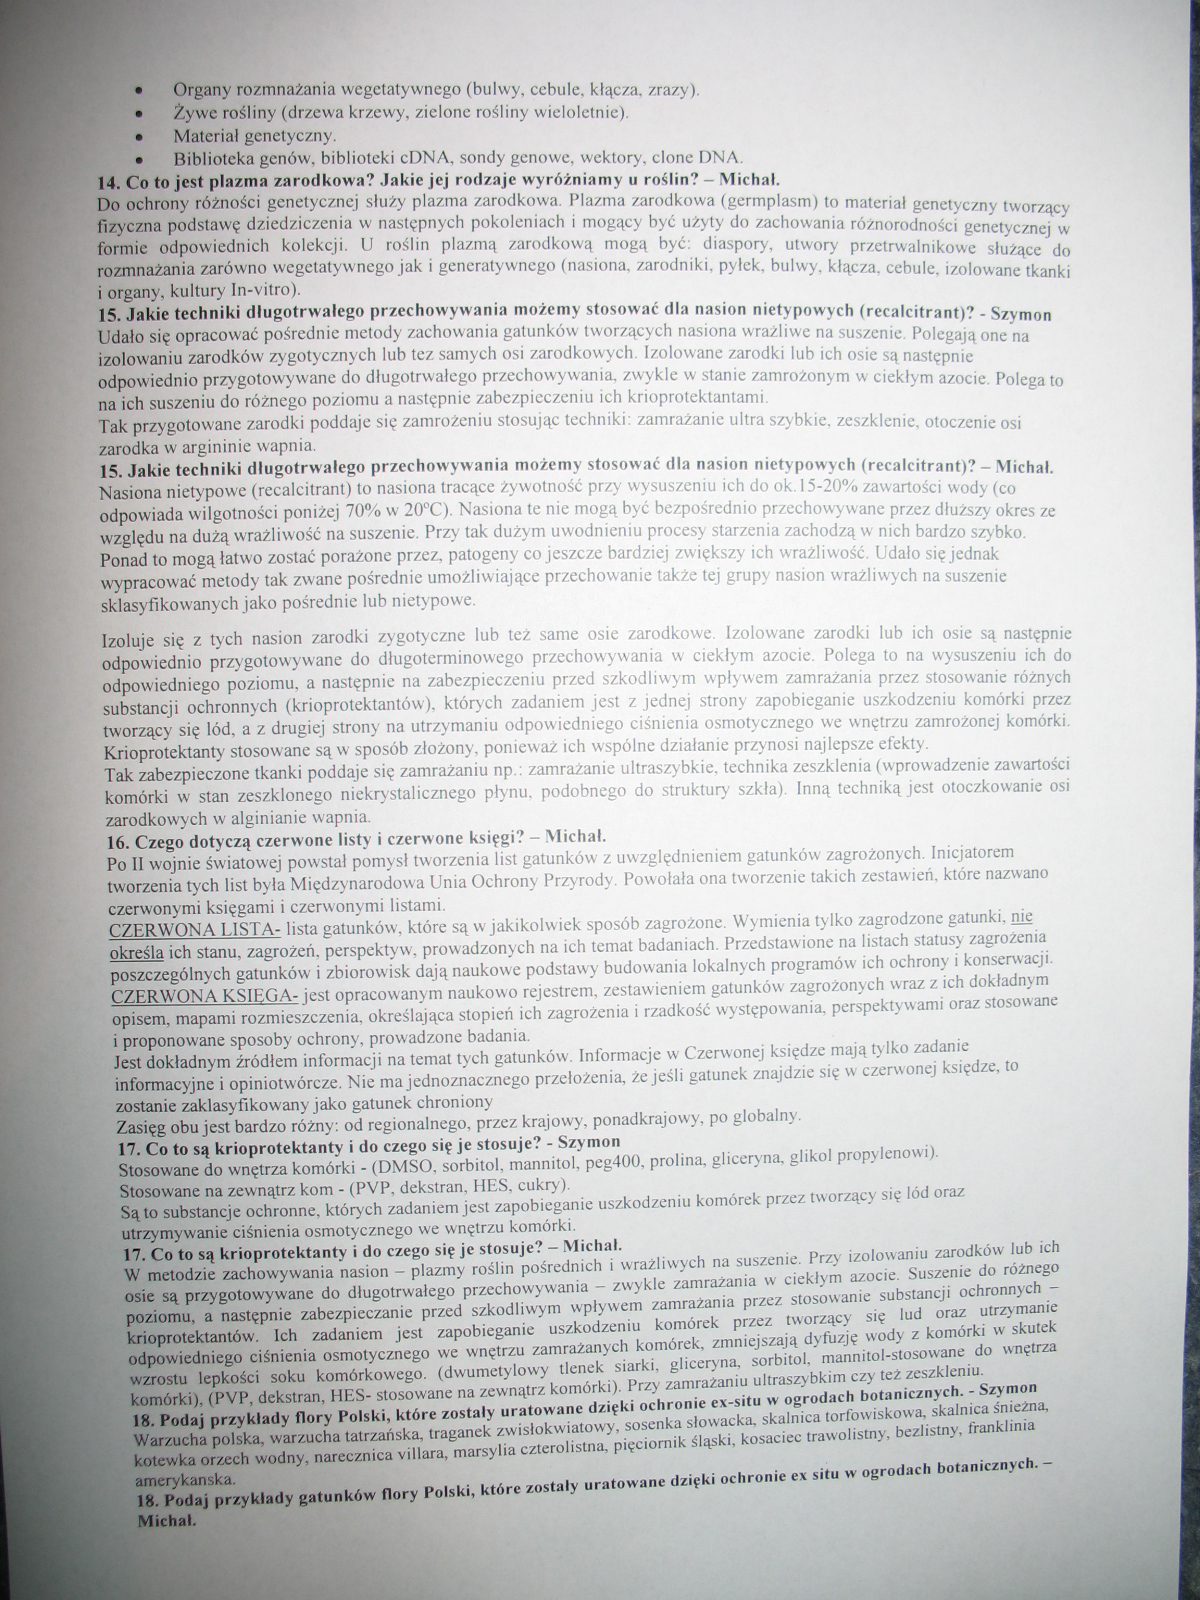 • Organy rozmnażania wegetatywnego (bulwy, cebule, kłącza, zrazy).
• Żywe rośliny (drzewa krzewy, zielone rośliny wieloletnie).
• Materiał genetyczny.
• Biblioteka genów, biblioteki cDNA, sondy genowe, wektory, clone DNA.
14. Co to jest plazma zarodkowa? Jakie jej rodzaje wyróżniamy u roślin? – Michał.
Do ochrony różności genetycznej służy plazma zarodkowa. Plazma zarodkowa (germplasm) to materiał genetyczny tworzący
fizyczna podstawę dziedziczenia w następnych pokoleniach i mogący być użyty do zachowania różnorodności genetycznej w
formie odpowiednich kolekcji. U roślin plazmą zarodkową mogą być: diaspory, utwory przetrwalnikowe służące do
rozmnażania zarówno wegetatywnego jak i generatywnego (nasiona, zarodniki, pyłek, bulwy, kłącza, cebule, izolowane tkanki
i organy, kultury In-vitro).
15. Jakie techniki długotrwałego przechowywania możemy stosować dla nasion nietypowych (recalcitrant)? - Szymon
Udało się opracować pośrednie metody zachowania gatunków tworzących nasiona wrażliwe na suszenie. Polegają one na
izolowaniu zarodków zygotycznych lub tez samych osi zarodkowych. Izolowane zarodki lub ich osie są następnie
odpowiednio przygotowywane do długotrwałego przechowywania, zwykle w stanie zamrożonym w ciekłym azocie. Polega to
na ich suszeniu do różnego poziomu a następnie zabezpieczeniu ich krioprotektantami.
Tak przygotowane zarodki poddaje się zamrożeniu stosując techniki: zamrażanie ultra szybkie, zeszklenie, otoczenie osi
zarodka w argininie wapnia.
15. Jakie techniki długotrwałego przechowywania możemy stosować dla nasion nietypowych (recalcitrant)? – Michał.
Nasiona nietypowe (recalcitrant) to nasiona tracące żywotność przy wysuszeniu ich do ok.15-20% zawartości wody (co
odpowiada wilgotności poniżej 70% w 20°C). Nasiona te nie mogą być bezpośrednio przechowywane przez dłuższy okres ze
względu na dużą wrażliwość na suszenie. Przy tak dużym uwodnieniu procesy starzenia zachodzą w nich bardzo szybko.
Ponad to mogą łatwo zostać porażone przez, patogeny co jeszcze bardziej zwiększy ich wrażliwość. Udało się jednak
wypracować metody tak zwane pośrednie umożliwiające przechowanie także tej grupy nasion wrażliwych na suszenie
sklasyfikowanych jako pośrednie lub nietypowe.
Izoluje się z tych nasion zarodki zygotyczne lub też same osie zarodkowe. Izolowane zarodki lub ich osie są następnie
odpowiednio przygotowywane do długoterminowego przechowywania w ciekłym azocie. Polega to na wysuszeniu ich do
odpowiedniego poziomu, a następnie na zabezpieczeniu przed szkodliwym wpływem zamrażania przez stosowanie różnych
substancji ochronnych (krioprotektantów), których zadaniem jest z jednej strony zapobieganie uszkodzeniu komórki przez
tworzący się lód, a z drugiej strony na utrzymaniu odpowiedniego ciśnienia osmotycznego we wnętrzu zamrożonej komórki.
Krioprotektanty stosowane są w sposób złożony, ponieważ ich wspólne działanie przynosi najlepsze efekty.
Tak zabezpieczone tkanki poddaje się zamrażaniu np.: zamrażanie ultraszybkie, technika zeszklenia (wprowadzenie zawartości
komórki w stan zeszklonego niekrystalicznego płynu, podobnego do struktury szkła). Inną techniką jest otoczkowanie osi
zarodkowych w alginianie wapnia.
16. Czego dotyczą czerwone listy i czerwone księgi? – Michał.
Po II wojnie światowej powstał pomysł tworzenia list gatunków z uwzględnieniem gatunków zagrożonych. Inicjatorem
tworzenia tych list była Międzynarodowa Unia Ochrony Przyrody. Powołała ona tworzenie takich zestawień, które nazwano
czerwonymi księgami i czerwonymi listami.
CZERWONA LISTA- lista gatunków, które są w jakikolwiek sposób zagrożone. Wymienia tylko zagrodzone gatunki, nie
określa ich stanu, zagrożeń, perspektyw, prowadzonych na ich temat badaniach. Przedstawione na listach statusy zagrożenia
poszczególnych gatunków i zbiorowisk dają naukowe podstawy budowania lokalnych programów ich ochrony i konserwacji.
CZERWONA KSIĘGA- jest opracowanym naukowo rejestrem, zestawieniem gatunków zagrożonych wraz z ich dokładnym
opisem, mapami rozmieszczenia, określająca stopień ich zagrożenia i rzadkość występowania, perspektywami oraz stosowane
i proponowane sposoby ochrony, prowadzone badania.
Jest dokładnym źródłem informacji na temat tych gatunków. Informacje w Czerwonej księdze mają tylko zadanie
informacyjne i opiniotwórcze. Nie ma jednoznacznego przełożenia, że jeśli gatunek znajdzie się w czerwonej księdze, to
zostanie zaklasyfikowany jako gatunek chroniony
Zasięg obu jest bardzo różny: od regionalnego, przez krajowy, ponadkrajowy, po globalny.
17. Co to są krioprotektanty i do czego się je stosuje? - Szymon
Stosowane do wnętrza komórki - (DMSO, sorbitol, mannitol, peg400, prolina, gliceryna, glikol propylenowi).
Stosowane na zewnątrz kom - (PVP, dekstran, HES, cukry).
Są to substancje ochronne, których zadaniem jest zapobieganie uszkodzeniu komórek przez tworzący się lód oraz
utrzymywanie ciśnienia osmotycznego we wnętrzu komórki.
17. Co to są krioprotektanty i do czego się je stosuje? – Michał.
W metodzie zachowywania nasion – plazmy roślin pośrednich i wrażliwych na suszenie. Przy izolowaniu zarodków lub ich
osie są przygotowywane do długotrwałego przechowywania – zwykle zamrażania w ciekłym azocie. Suszenie do różnego
poziomu, a następnie zabezpieczanie przed szkodliwym wpływem zamrażania przez stosowanie substancji ochronnych –
krioprotektantów. Ich zadaniem jest zapobieganie uszkodzeniu komórek przez tworzący się lud oraz utrzymanie
odpowiedniego ciśnienia osmotycznego we wnętrzu zamrażanych komórek, zmniejszają dyfuzję wody z komórki w skutek
wzrostu lepkości soku komórkowego. (dwumetylowy tlenek siarki, gliceryna, sorbitol, mannitol-stosowane do wnętrza
komórki), (PVP, dekstran, HES- stosowane na zewnątrz komórki). Przy zamrażaniu ultraszybkim czy też zeszkleniu.
18. Podaj przykłady flory Polski, które zostały uratowane dzięki ochronie ex-situ w ogrodach botanicznych. - Szymon
Warzucha polska, warzucha tatrzańska, traganek zwisłokwiatowy, sosenka słowacka, skalnica torfowiskowa, skalnica śnieżna,
kotewka orzech wodny, narecznica villara, marsylia czterolistna, pięciornik śląski, kosaciec trawolistny, bezlistny, franklinia
amerykanska.
18. Podaj przykłady gatunków flory Polski, które zostały uratowane dzięki ochronie ex situ w ogrodach botanicznych. –
Michał.